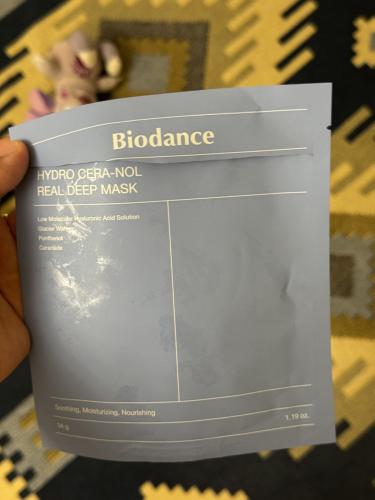 Biodance
HYDRO CERA-NOL
REAL DEEP MASK
Low Molecular Hyaluronic Acid Solution
Glacier Water
Panthenol
Ceramide
Soothing, Moisturizing, Nourishing
34 g
1.19 oz.